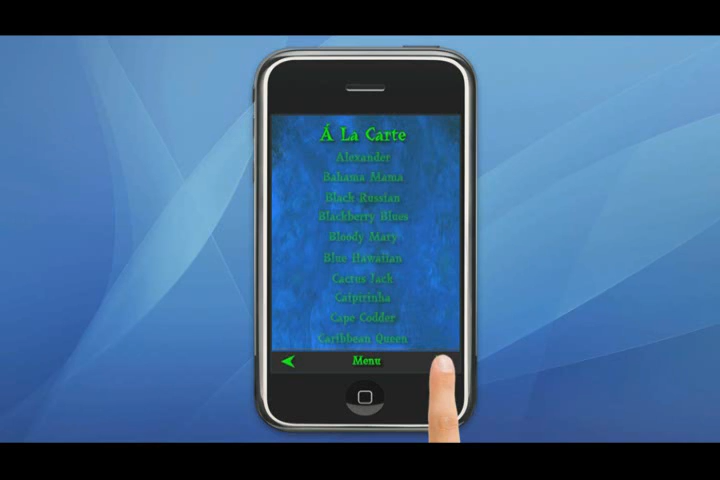 Á La Carte
Alexander
Bahama Mama
Black Russian
Blackberry Blues
Bloody Mary
Blue Hawaiian
Cactus Jack
Caipirinha
Cape Codder
Caribbean Queen
Menu